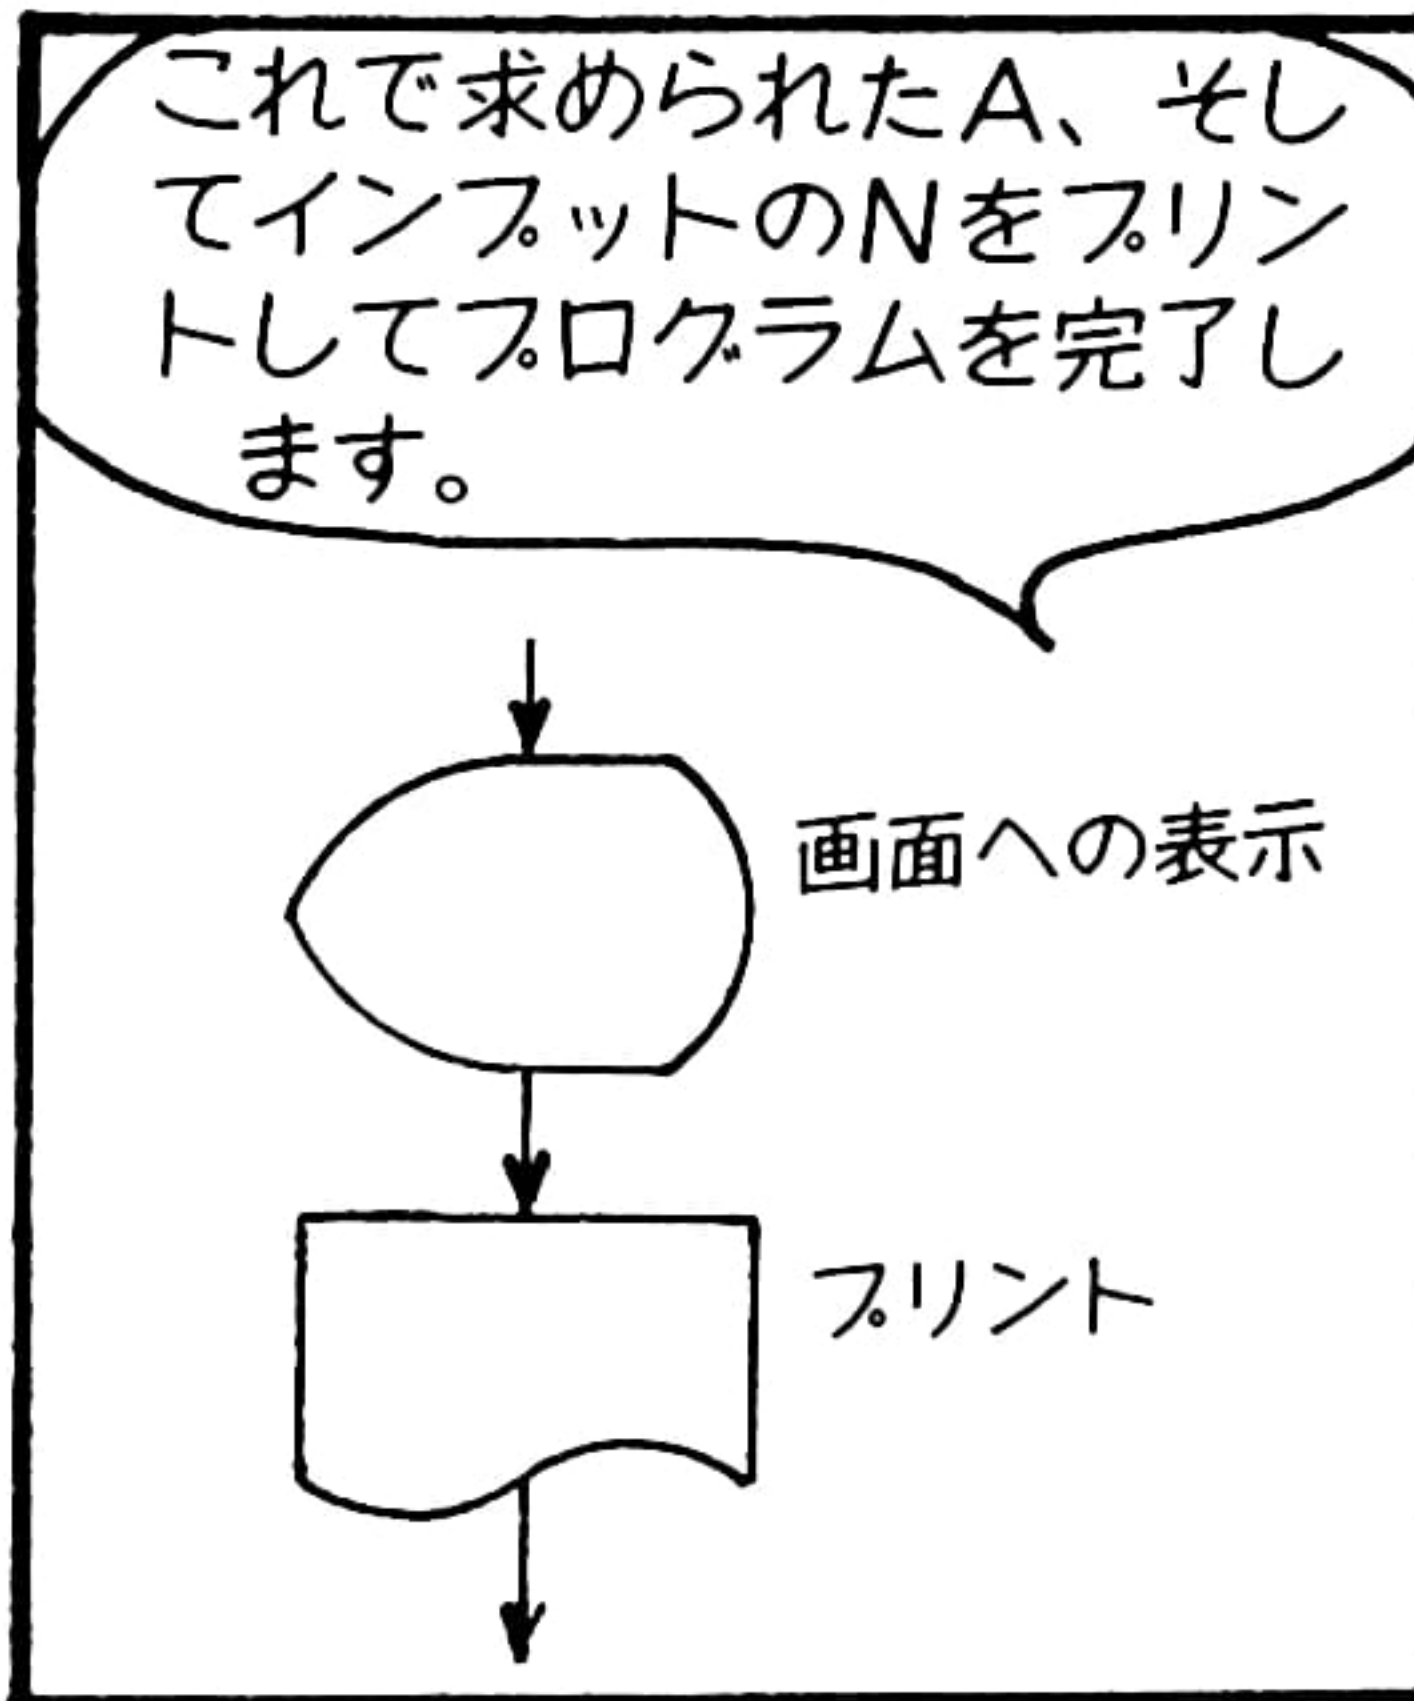 これで求められたA、そし
てインプットのNをプリン
トしてプログラムを完了し
ます。
画面への表示
プリント